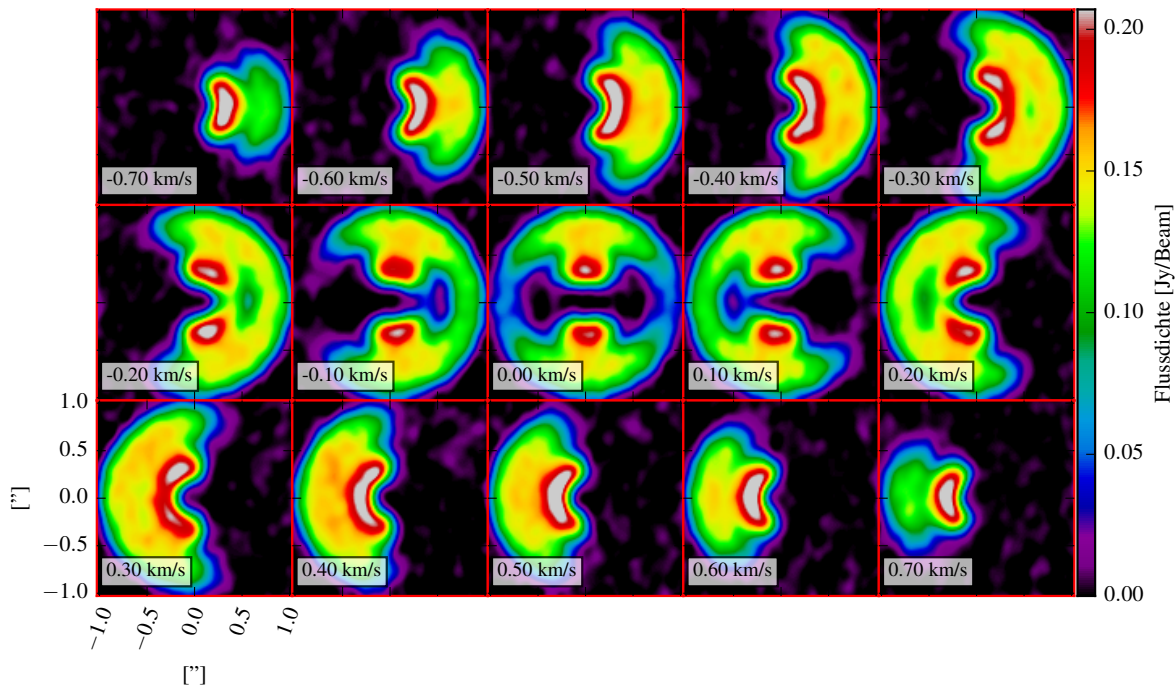 -0.70 km/s
-0.60 km/s
-0.50 km/s
-0.40 km/s
-0.30 km/s
-0.20 km/s
-0.10 km/s
0.00 km/s
0.10 km/s
0.20 km/s
0.30 km/s
0.40 km/s
0.50 km/s
0.60 km/s
0.70 km/s
1.0
0.5
0.0
−0.5
−1.0
["]
−1.0
−0.5
0.0
0.5
1.0
["]
0.20
0.15
0.10
0.05
0.00
Flussdichte [Jy/Beam]